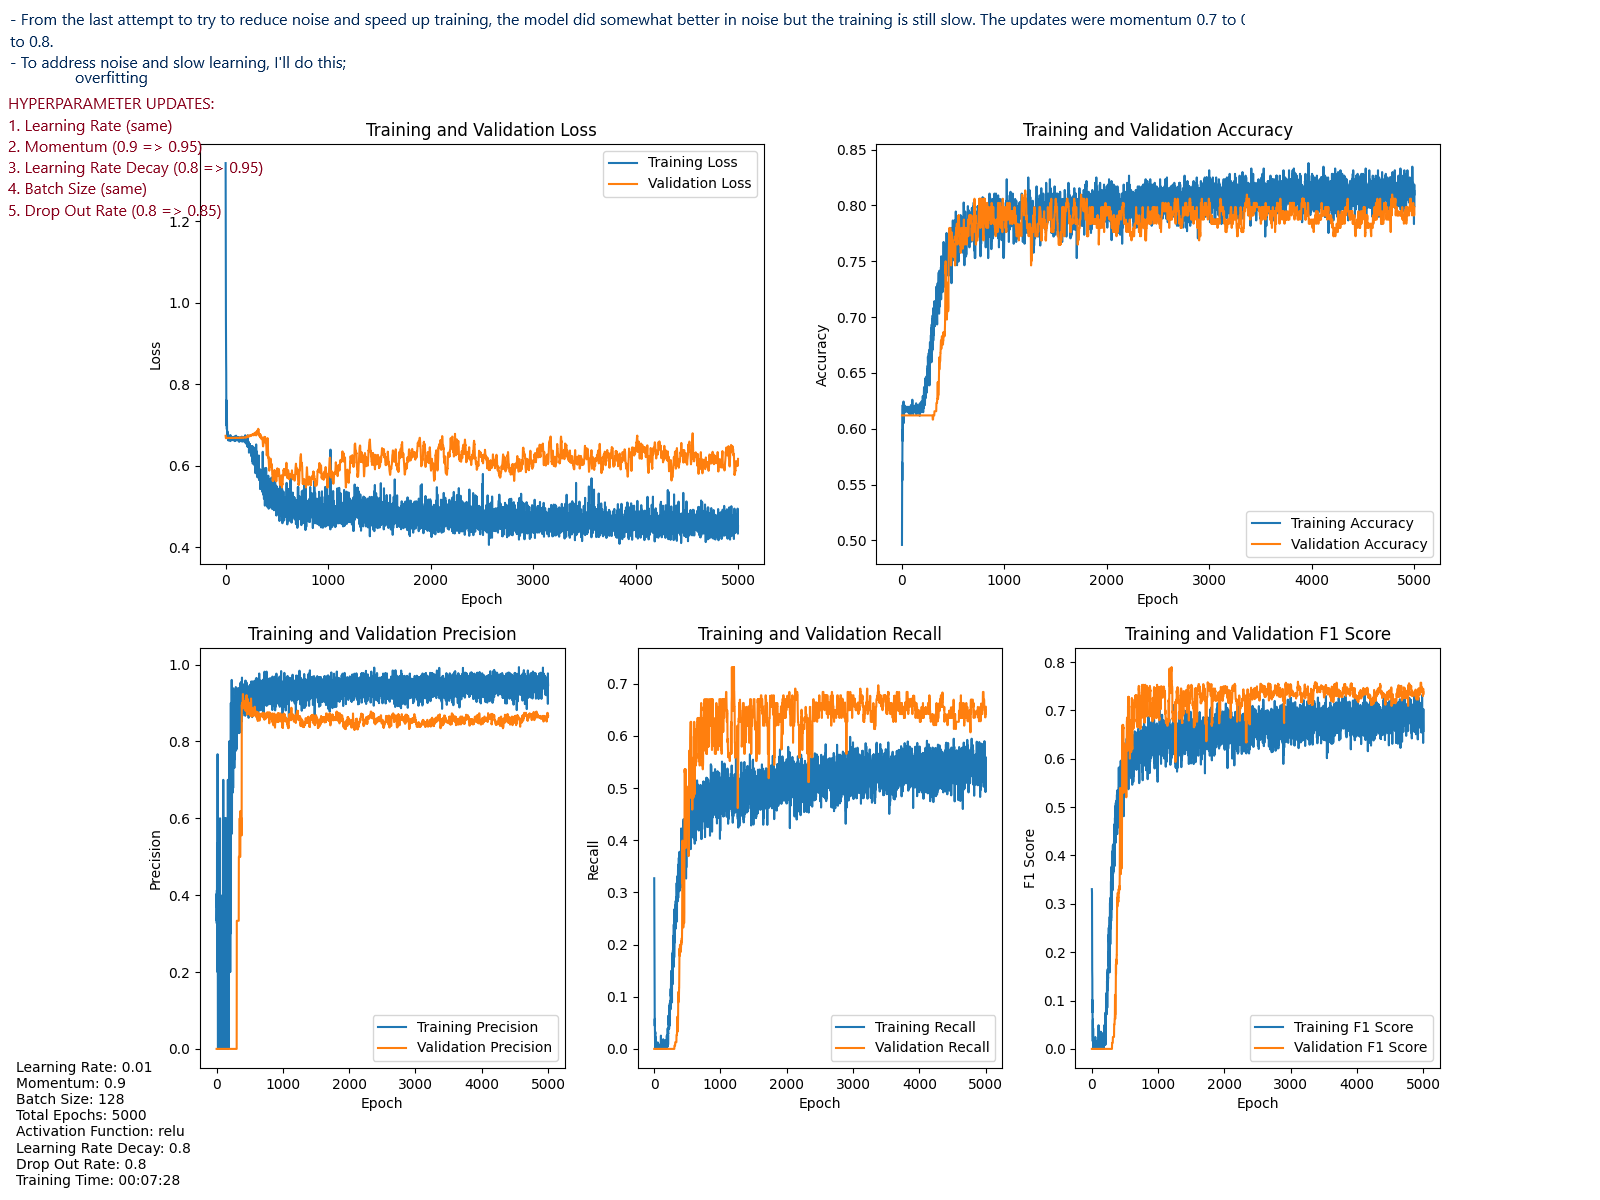 - From the last attempt to try to reduce noise and speed up training, the model did somewhat better in noise but the training is still slow. The updates were momentum 0.7 to
to 0.8.
- To address noise and slow learning, I'll do this;
overfitting
HYPERPARAMETER UPDATES:
1. Learning Rate (same)
2. Momentum (0.9 => 0.95)
3. Learning Rate Decay (0.8 => 0.95)
4. Batch Size (same)
5. Drop Out Rate (0.8 => 0.85)
Training and Validation Loss
Training Loss
Validation Loss
1.2
1.0
0.8
0.6
0.4
Loss
0
1000
2000
3000
4000
5000
Epoch
Training and Validation Accuracy
0.85
0.80
0.75
0.70
0.65
0.60
0.55
0.50
Accuracy
Training Accuracy
Validation Accuracy
0
1000
2000
3000
4000
5000
Epoch
Training and Validation Precision
1.0
0.8
0.6
0.4
0.2
0.0
Precision
Training Precision
Validation Precision
0
1000
2000
3000
4000
5000
Epoch
Training and Validation Recall
0.7
0.6
0.5
0.4
0.3
0.2
0.1
0.0
Recall
Training Recall
Validation Recall
0
1000
2000
3000
4000
5000
Epoch
Training and Validation F1 Score
0.8
0.7
0.6
0.5
0.4
0.3
0.2
0.1
0.0
F1 Score
Training F1 Score
Validation F1 Score
0
1000
2000
3000
4000
5000
Epoch
Learning Rate: 0.01
Momentum: 0.9
Batch Size: 128
Total Epochs: 5000
Activation Function: relu
Learning Rate Decay: 0.8
Drop Out Rate: 0.8
Training Time: 00:07:28